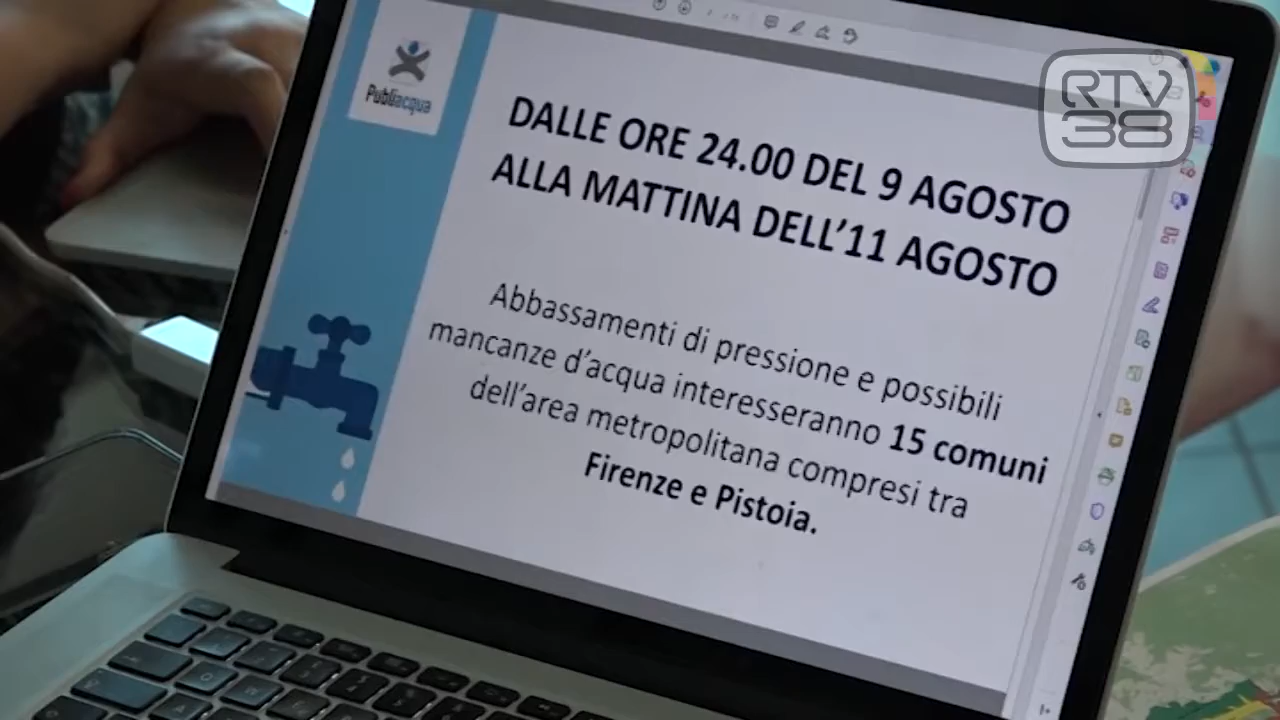 Publiacqua
DALLE ORE 24.00 DEL 9 AGOSTO
ALLA MATTINA DELL'11 AGOSTO
Abbassamenti di pressione e possibili
mancanze d'acqua interesseranno 15 comuni
dell'area metropolitana compresi tra
Firenze e Pistoia.
RTV
38